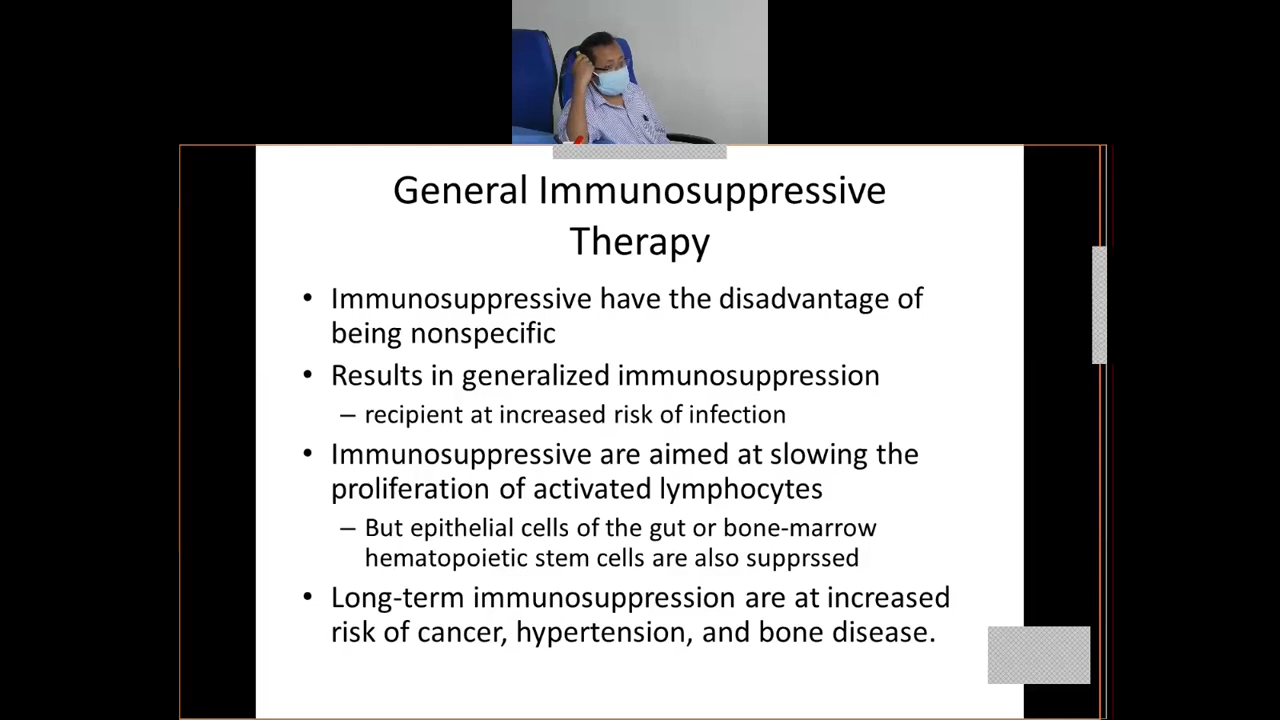 General Immunosuppressive
Therapy
• Immunosuppressive have the disadvantage of
being nonspecific
• Results in generalized immunosuppression
– recipient at increased risk of infection
• Immunosuppressive are aimed at slowing the
proliferation of activated lymphocytes
– But epithelial cells of the gut or bone-marrow
hematopoietic stem cells are also supprssed
• Long-term immunosuppression are at increased
risk of cancer, hypertension, and bone disease.